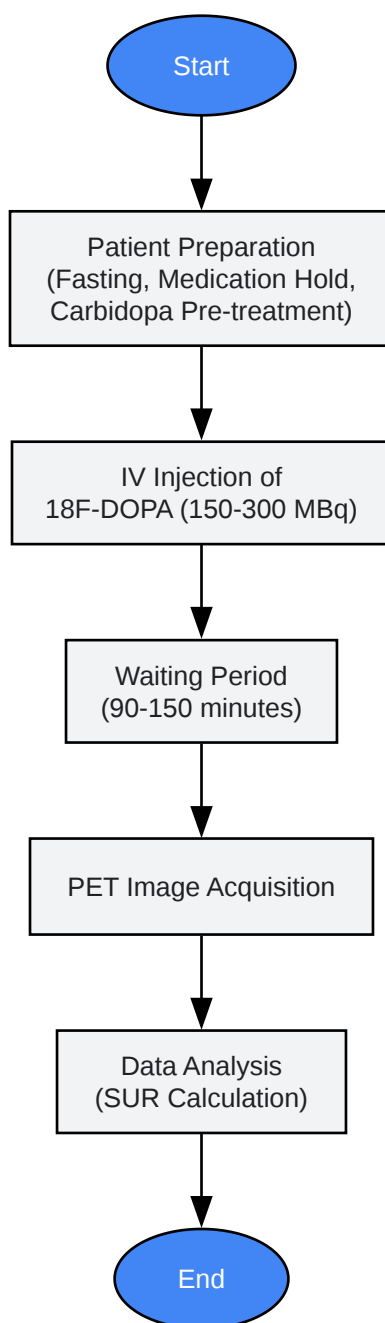 Start
Patient Preparation
(Fasting, Medication Hold,
Carbidopa Pre-treatment)
IV Injection of
18F-DOPA (150-300 MBq)
Waiting Period
(90-150 minutes)
PET Image Acquisition
Data Analysis
(SUR Calculation)
End